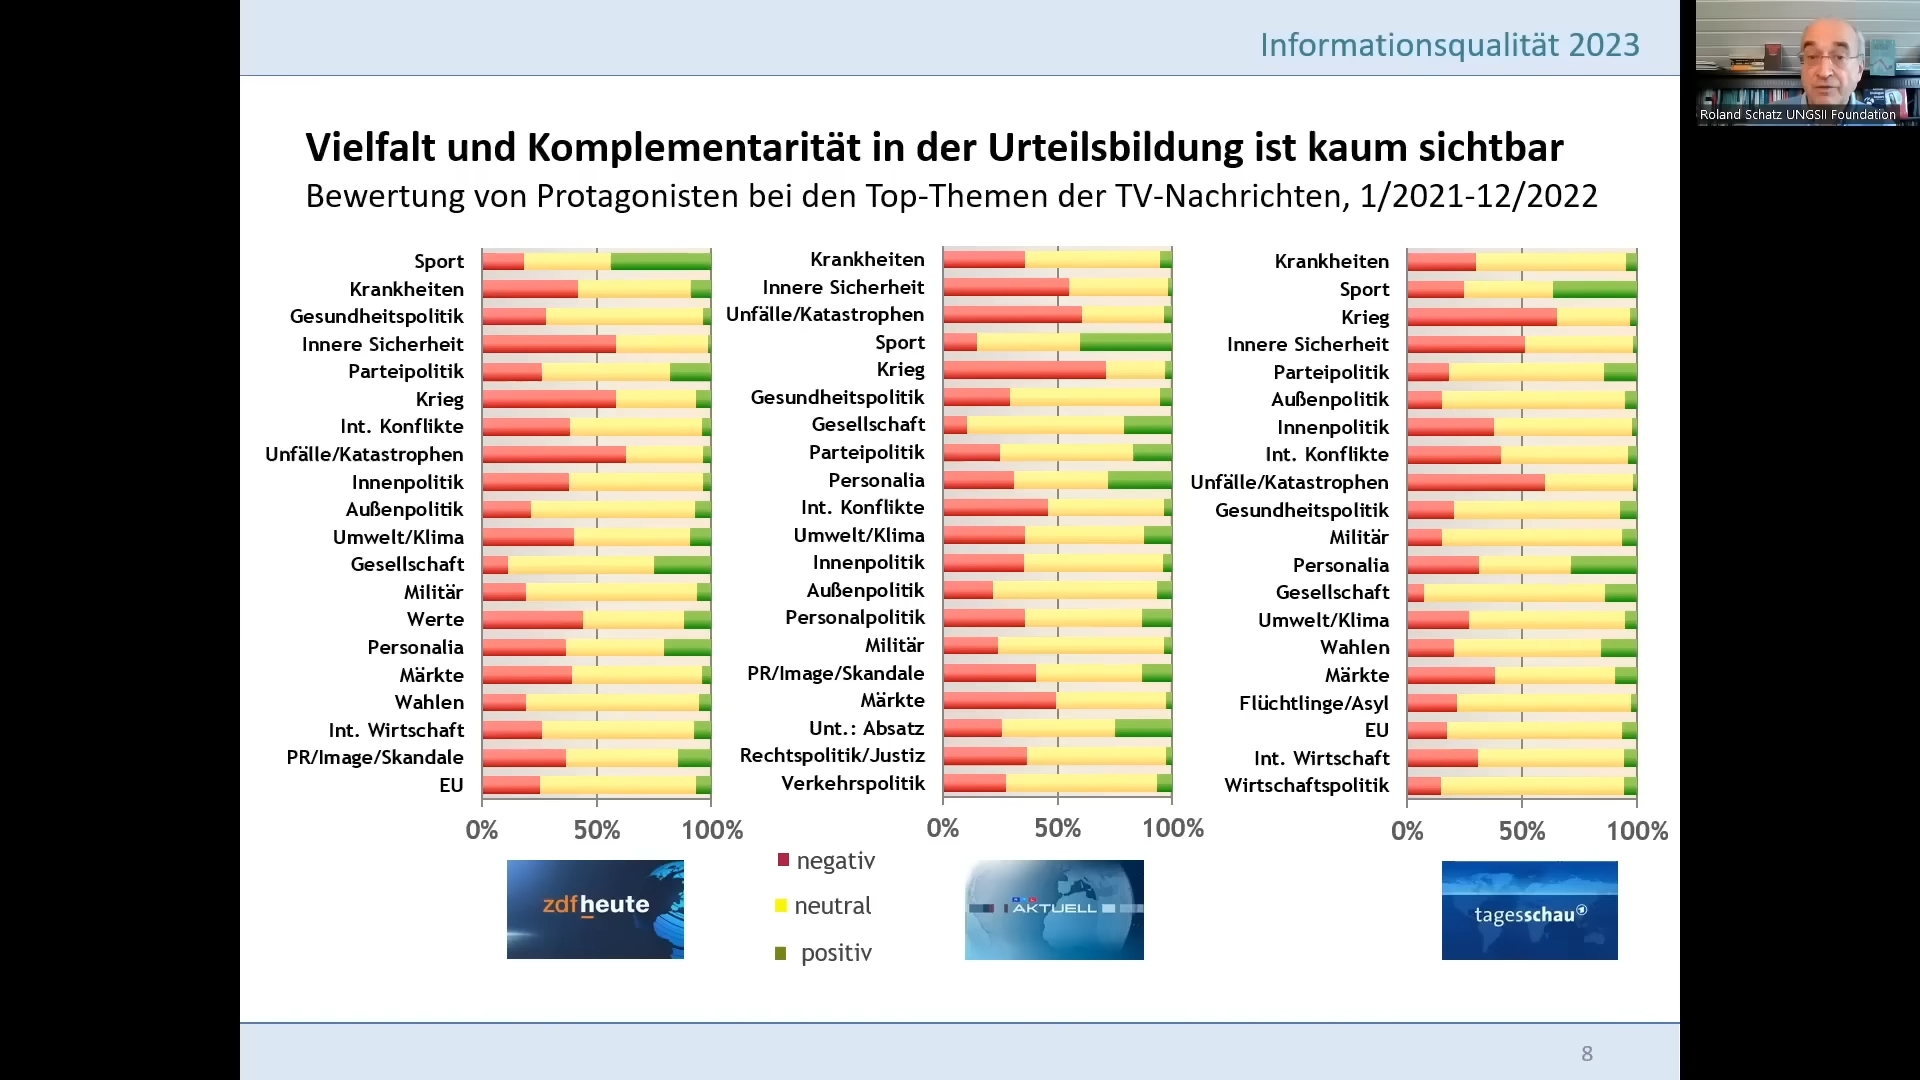 Informationsqualität 2023
Roland Schatz UNGSII Foundation
Vielfalt und Komplementarität in der Urteilsbildung ist kaum sichtbar
Bewertung von Protagonisten bei den Top-Themen der TV-Nachrichten, 1/2021-12/2022
Sport
Krankheiten
Gesundheitspolitik
Innere Sicherheit
Parteipolitik
Krieg
Int. Konflikte
Unfälle/Katastrophen
Innenpolitik
Außenpolitik
Umwelt/Klima
Gesellschaft
Militär
Werte
Personalia
Märkte
Wahlen
Int. Wirtschaft
PR/Image/Skandale
EU
0% 50% 100%
zdfheute
Krankheiten
Innere Sicherheit
Unfälle/Katastrophen
Sport
Krieg
Gesundheitspolitik
Gesellschaft
Parteipolitik
Personalia
Int. Konflikte
Umwelt/Klima
Innenpolitik
Außenpolitik
Personalpolitik
Militär
PR/Image/Skandale
Märkte
Unt.: Absatz
Rechtspolitik/Justiz
Verkehrspolitik
0% 50% 100%
negativ
neutral
positiv
AKTUELL
Krankheiten
Sport
Krieg
Innere Sicherheit
Parteipolitik
Außenpolitik
Innenpolitik
Int. Konflikte
Unfälle/Katastrophen
Gesundheitspolitik
Militär
Personalia
Gesellschaft
Umwelt/Klima
Wahlen
Märkte
Flüchtlinge/Asyl
EU
Int. Wirtschaft
Wirtschaftspolitik
0% 50% 100%
tagesschau
8